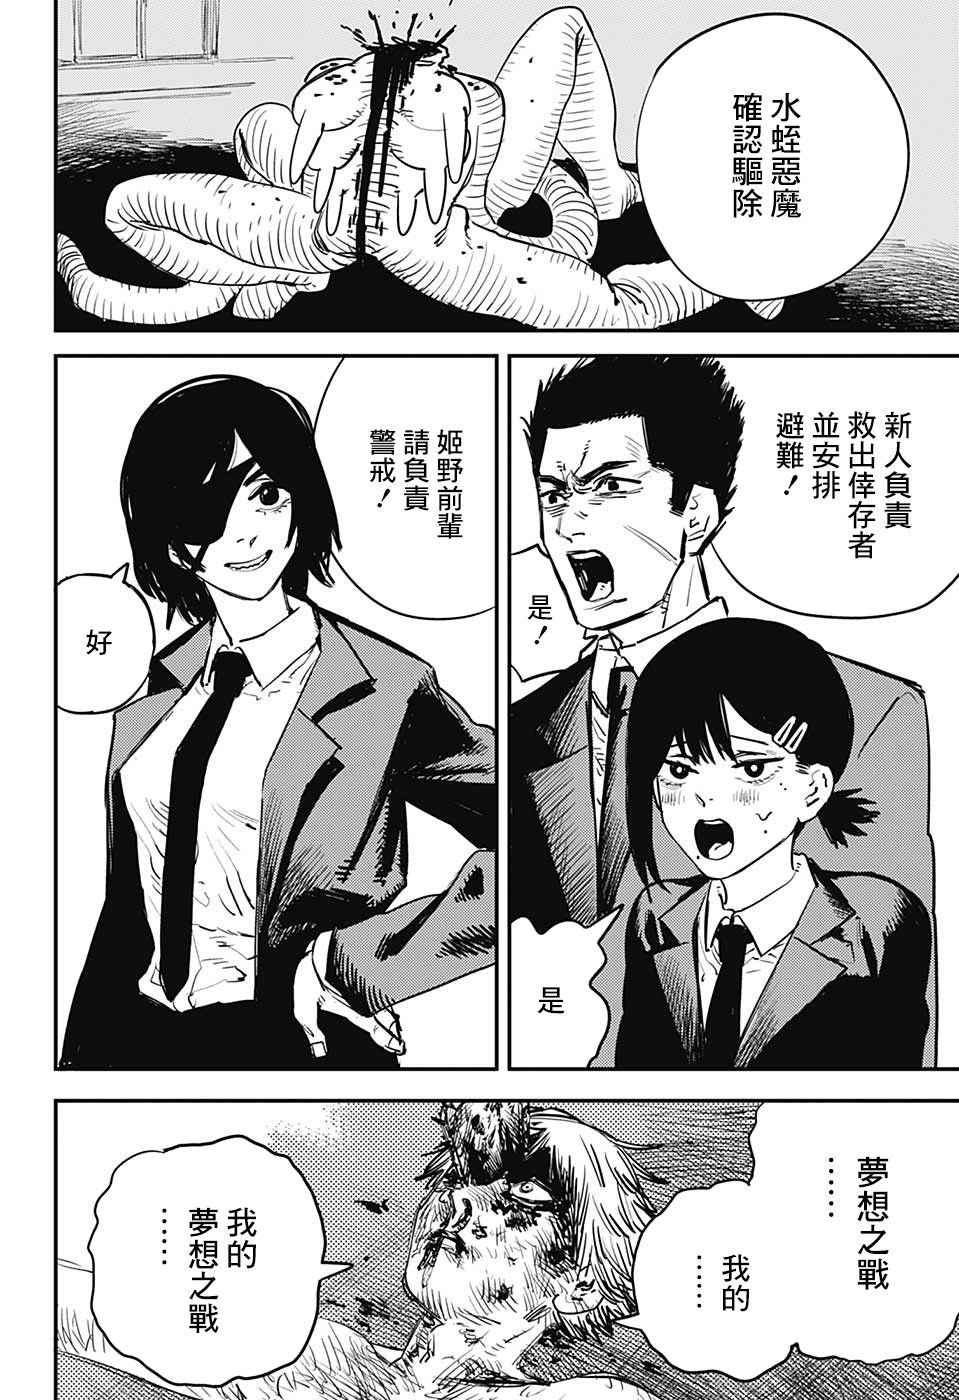 水蛭惡魔
確認驅除
新人負責
救出倖存者
並安排
避難！
是！
是
姬野前輩
請負責
警戒！
好
夢想之戰
……
我的
……
我的
夢想之戰
……